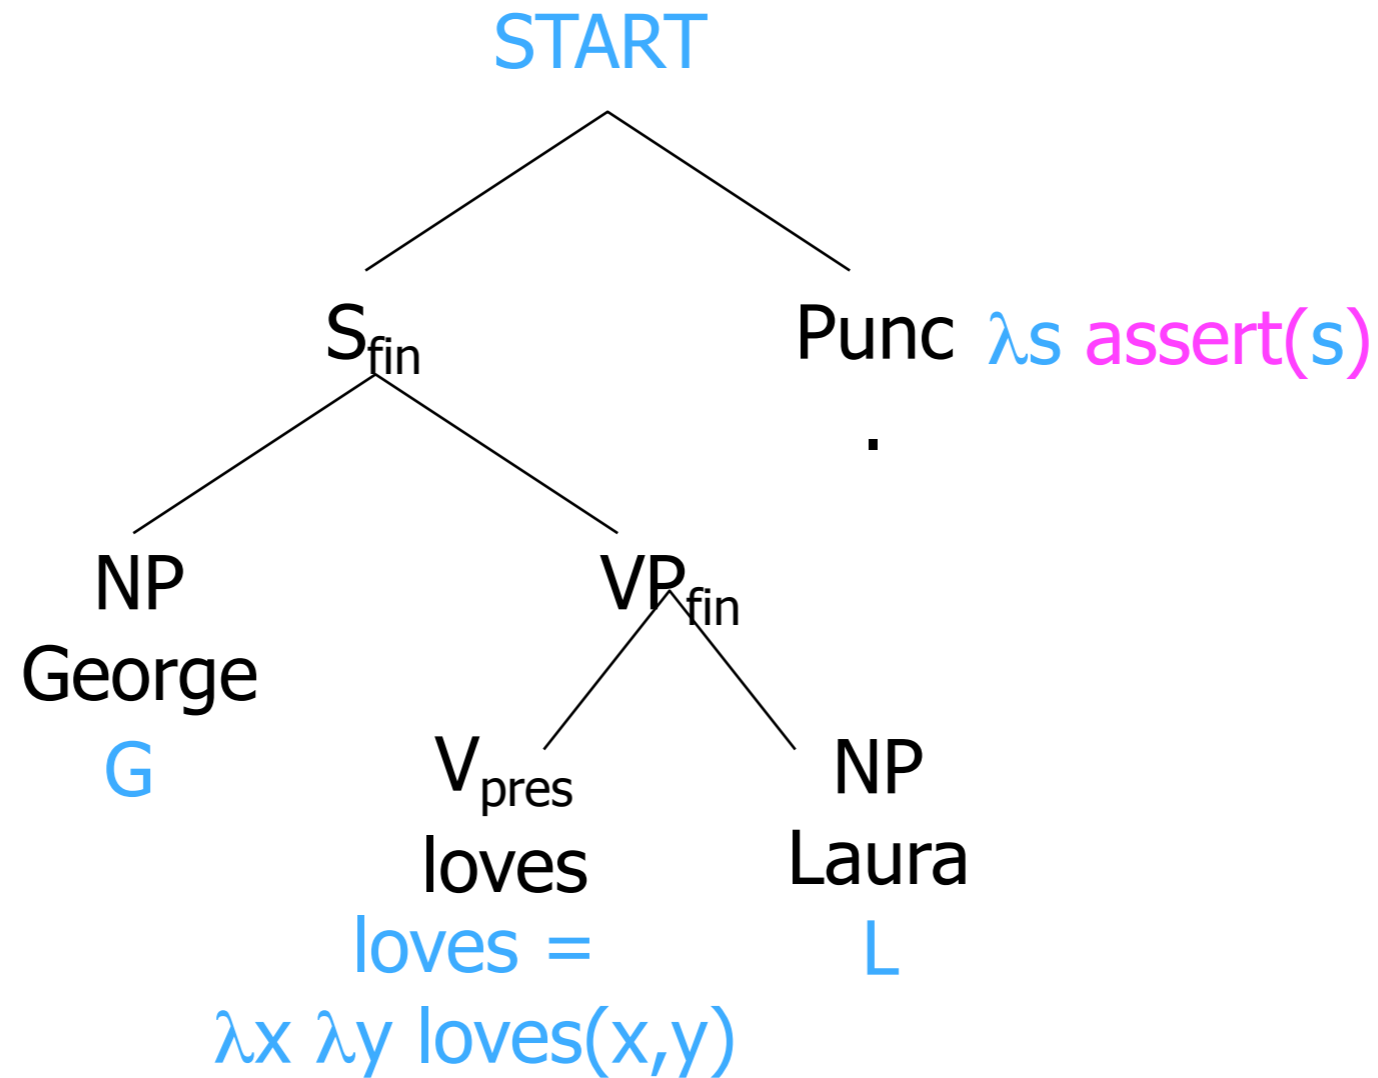 START
S_fin
Punc λs assert(s)
.
NP
VP_fin
George
G
V_pres
NP
loves
Laura
loves =
L
λx λy loves(x,y)